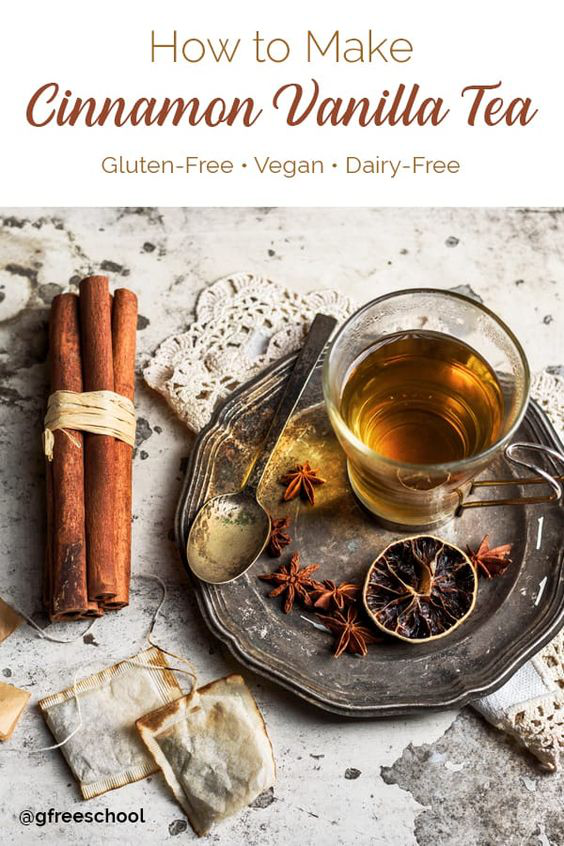 How to Make
Cinnamon Vanilla Tea
Gluten-Free • Vegan • Dairy-Free
@gfreeschool